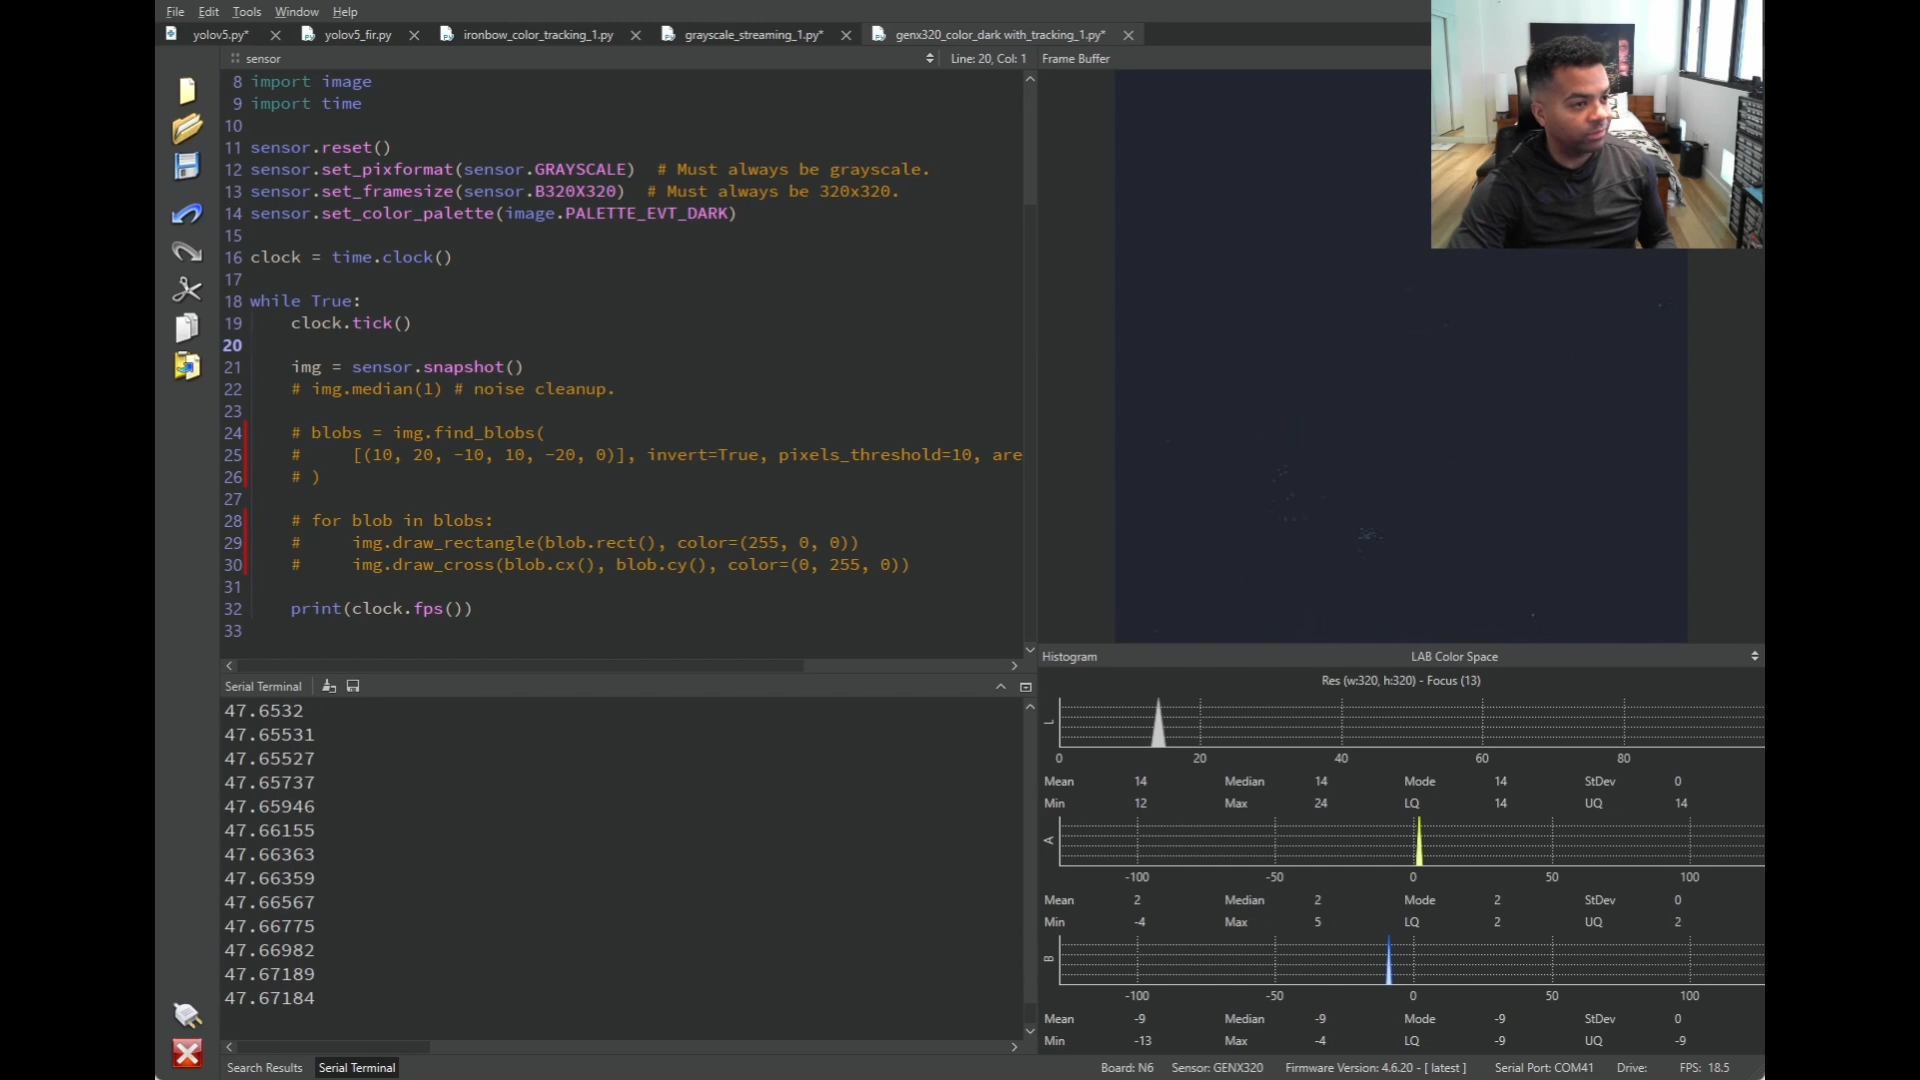 File Edit Tools Window Help
yolov5.py* yolov5_fir.py ironbow_color_tracking_1.py grayscale_streaming_1.py* genx320_color_dark with_tracking_1.py*
sensor Line: 20, Col: 1 Frame Buffer
8 import image
9 import time
10
11 sensor.reset()
12 sensor.set_pixformat(sensor.GRAYSCALE) # Must always be grayscale.
13 sensor.set_framesize(sensor.B320X320) # Must always be 320x320.
14 sensor.set_color_palette(image.PALETTE_EVT_DARK)
15
16 clock = time.clock()
17
18 while True:
19 clock.tick()
20
21 img = sensor.snapshot()
22 # img.median(1) # noise cleanup.
23
24 # blobs = img.find_blobs(
25 # [(10, 20, -10, 10, -20, 0)], invert=True, pixels_threshold=10, are
26 # )
27
28 # for blob in blobs:
29 # img.draw_rectangle(blob.rect(), color=(255, 0, 0))
30 # img.draw_cross(blob.cx(), blob.cy(), color=(0, 255, 0))
31
32 print(clock.fps())
33
Serial Terminal
47.6532
47.65531
47.65527
47.65737
47.65946
47.66155
47.66363
47.66359
47.66567
47.66775
47.66982
47.67189
47.67184
Search Results Serial Terminal
Histogram LAB Color Space
Res (w:320, h:320) - Focus (13)
L
0 20 40 60 80
Mean 14 Median 14 Mode 14 StDev 0
Min 12 Max 24 LQ 14 UQ 14
A
-100 -50 0 50 100
Mean 2 Median 2 Mode 2 StDev 0
Min -4 Max 5 LQ 2 UQ 2
B
-100 -50 0 50 100
Mean -9 Median -9 Mode -9 StDev 0
Min -13 Max -4 LQ -9 UQ -9
Board: N6 Sensor: GENX320 Firmware Version: 4.6.20 - [ latest ] Serial Port: COM41 Drive: FPS: 18.5